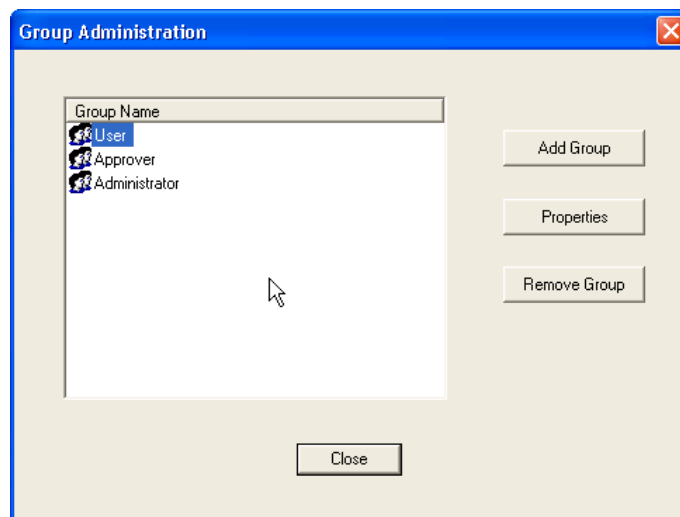 Group Administration
Group Name
User
Approver
Administrator
Add Group
Properties
Remove Group
Close